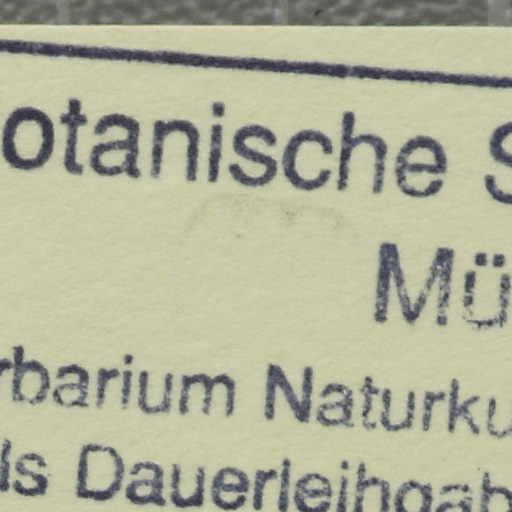 otanische S
Mü
rbarium Naturku
ls Dauerleihgab